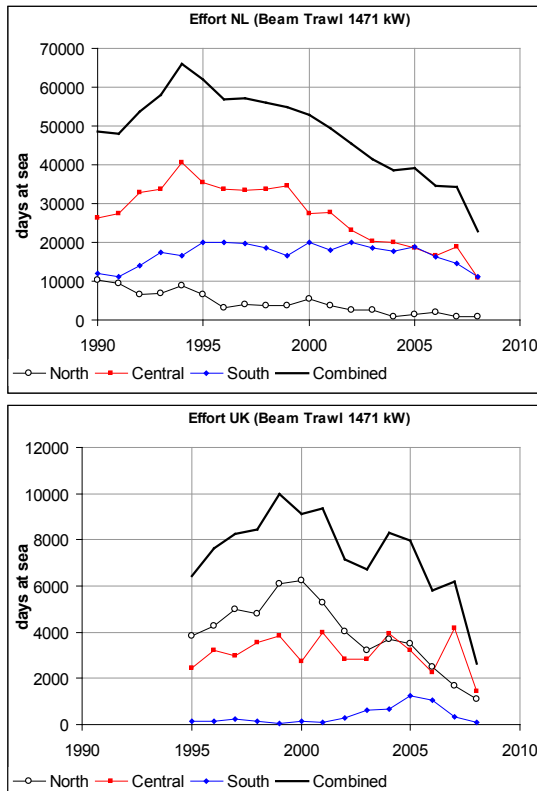 Effort NL (Beam Trawl 1471 kW)
70000
60000
50000
40000
30000
20000
10000
0
days at sea
1990 1995 2000 2005 2010
North Central South Combined
Effort UK (Beam Trawl 1471 kW)
12000
10000
8000
6000
4000
2000
0
days at sea
1990 1995 2000 2005 2010
North Central South Combined